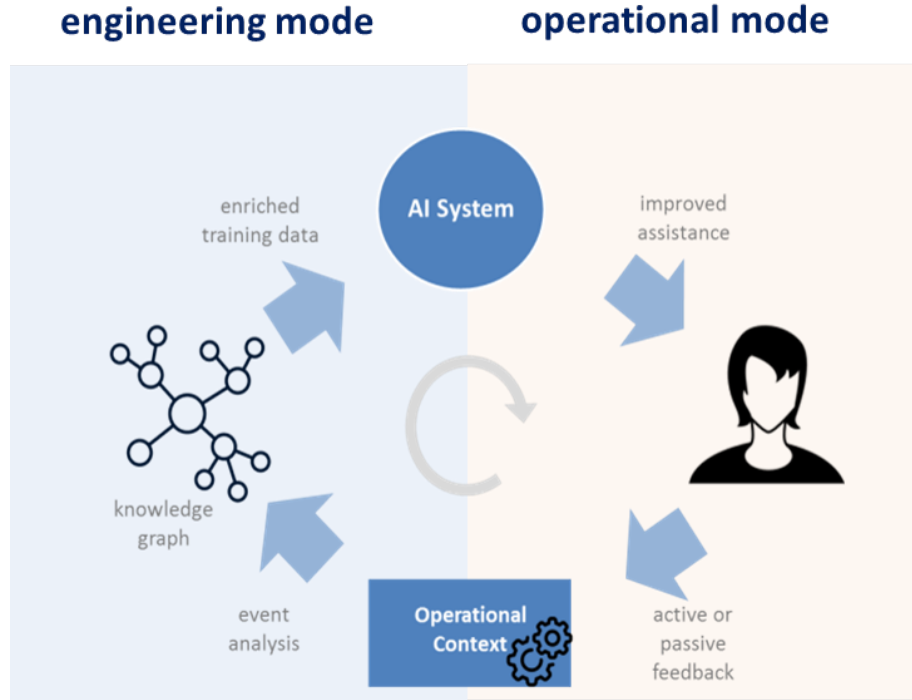 engineering mode
operational mode
AI System
enriched
training data
improved
assistance
knowledge
graph
event
analysis
Operational
Context
active or
passive
feedback